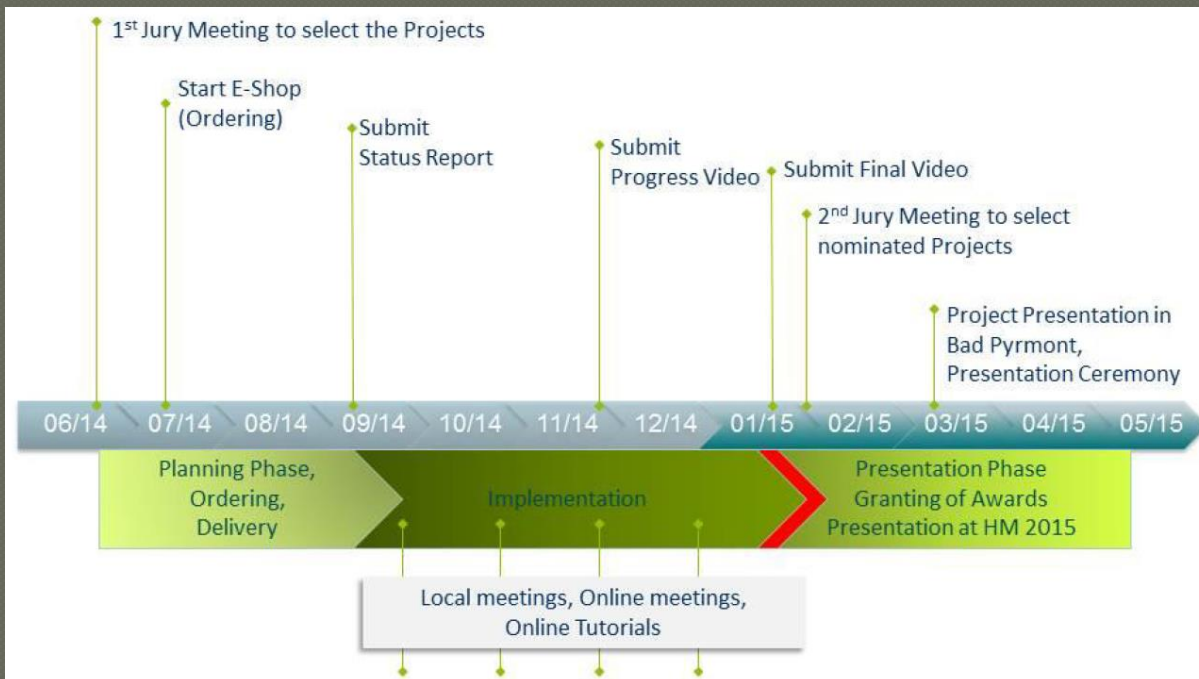 1st Jury Meeting to select the Projects
Start E-Shop
(Ordering)
Submit
Status Report
Submit
Progress Video
Submit Final Video
2nd Jury Meeting to select
nominated Projects
Project Presentation in
Bad Pyrmont,
Presentation Ceremony
06/14 07/14 08/14 09/14 10/14 11/14 12/14 01/15 02/15 03/15 04/15 05/15
Planning Phase,
Ordering,
Delivery
Implementation
Presentation Phase
Granting of Awards
Presentation at HM 2015
Local meetings, Online meetings,
Online Tutorials